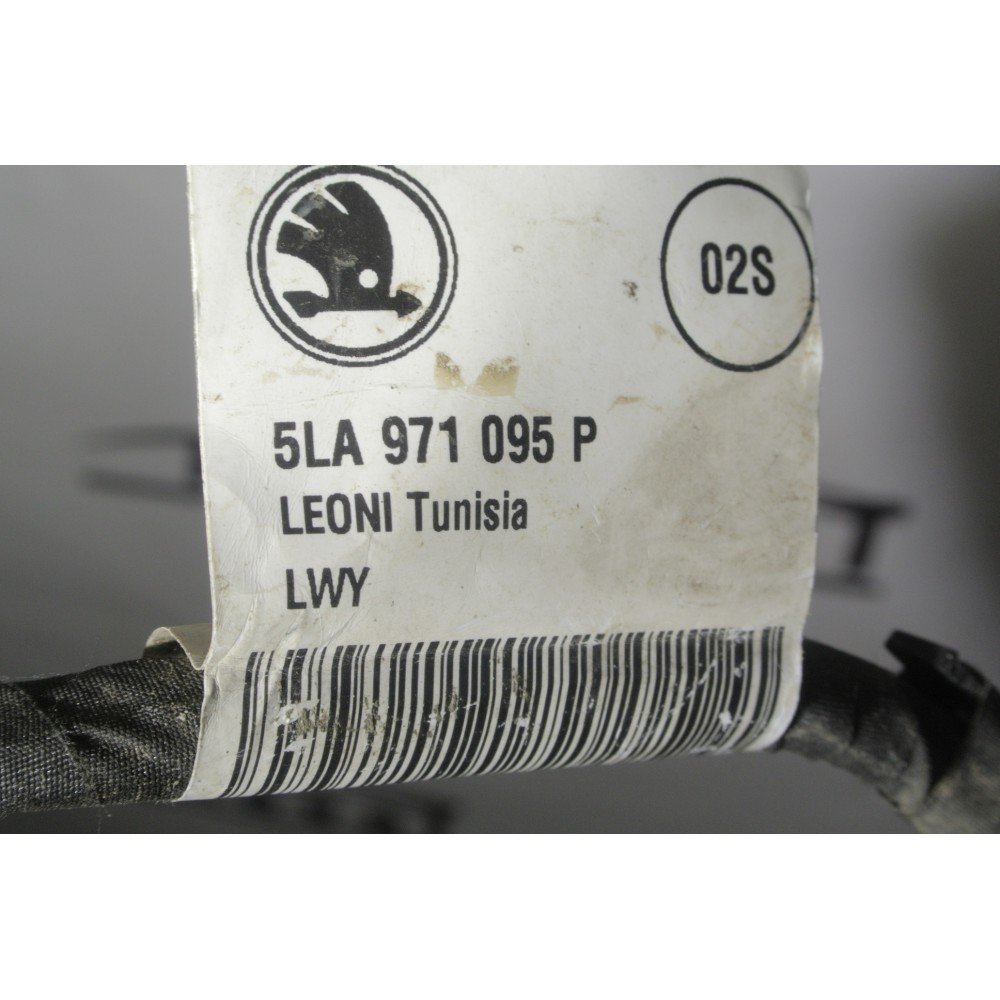 02S
5LA 971 095 P
LEONI Tunisia
LWY